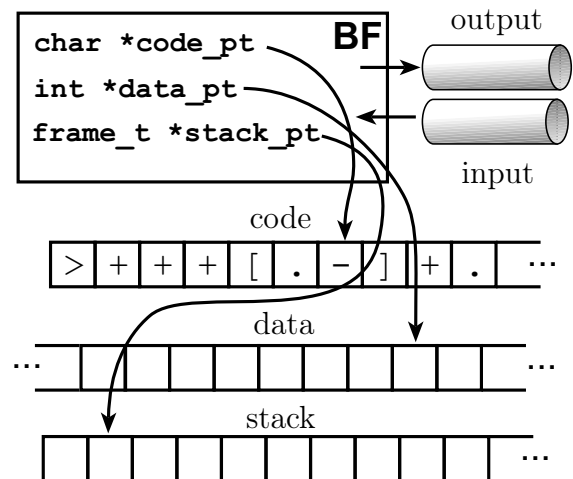 output
BF
char *code_pt
int *data_pt
frame_t *stack_pt
input
code
> + + + [ . - ] + . ...
data
... ...
stack
...